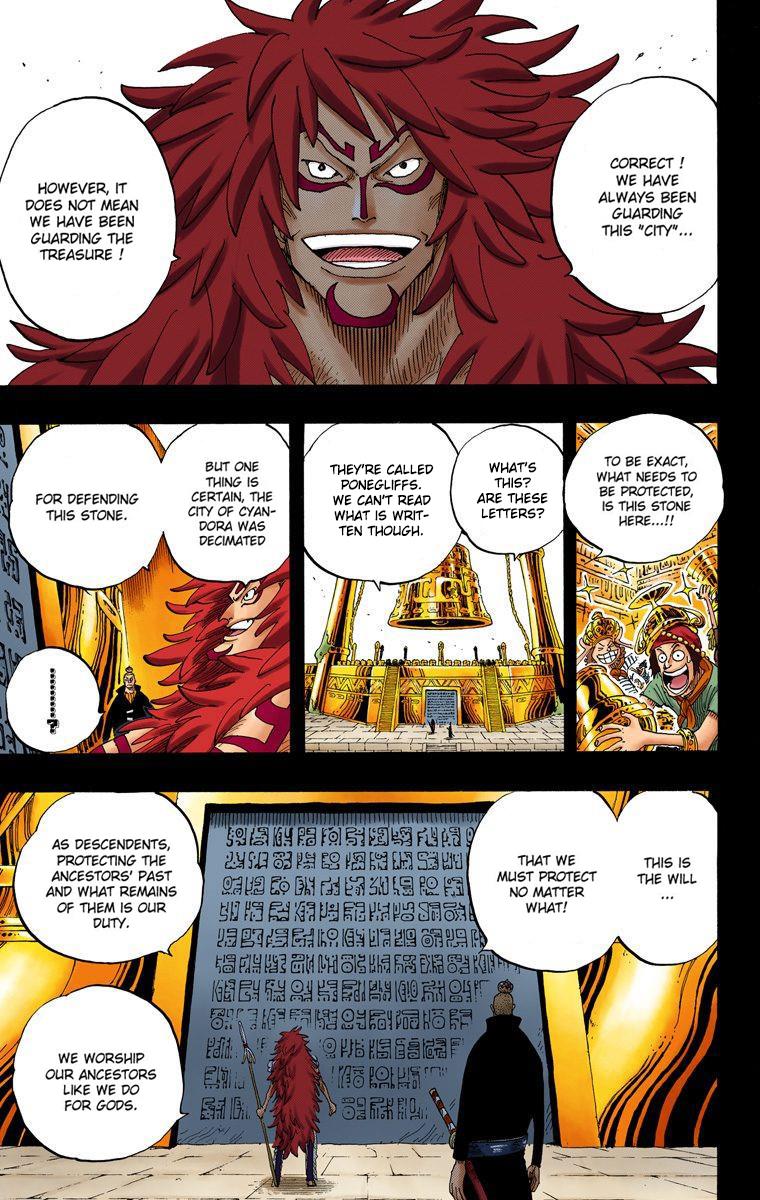 CORRECT !
WE HAVE
ALWAYS BEEN
GUARDING
THIS "CITY"...
HOWEVER, IT
DOES NOT MEAN
WE HAVE BEEN
GUARDING THE
TREASURE !
TO BE EXACT,
WHAT NEEDS TO
BE PROTECTED,
IS THIS STONE
HERE...!!
WHAT'S
THIS?
ARE THESE
LETTERS?
THEY'RE CALLED
PONEGLIFFS.
WE CAN'T READ
WHAT IS WRIT-
TEN THOUGH.
BUT ONE
THING IS
CERTAIN, THE
CITY OF CYAN-
DORA WAS
DECIMATED
FOR DEFENDING
THIS STONE.
.........?
THIS IS
THE WILL
...
THAT WE
MUST PROTECT
NO MATTER
WHAT!
AS DESCENDENTS,
PROTECTING THE
ANCESTORS' PAST
AND WHAT REMAINS
OF THEM IS OUR
DUTY.
WE WORSHIP
OUR ANCESTORS
LIKE WE DO
FOR GODS.